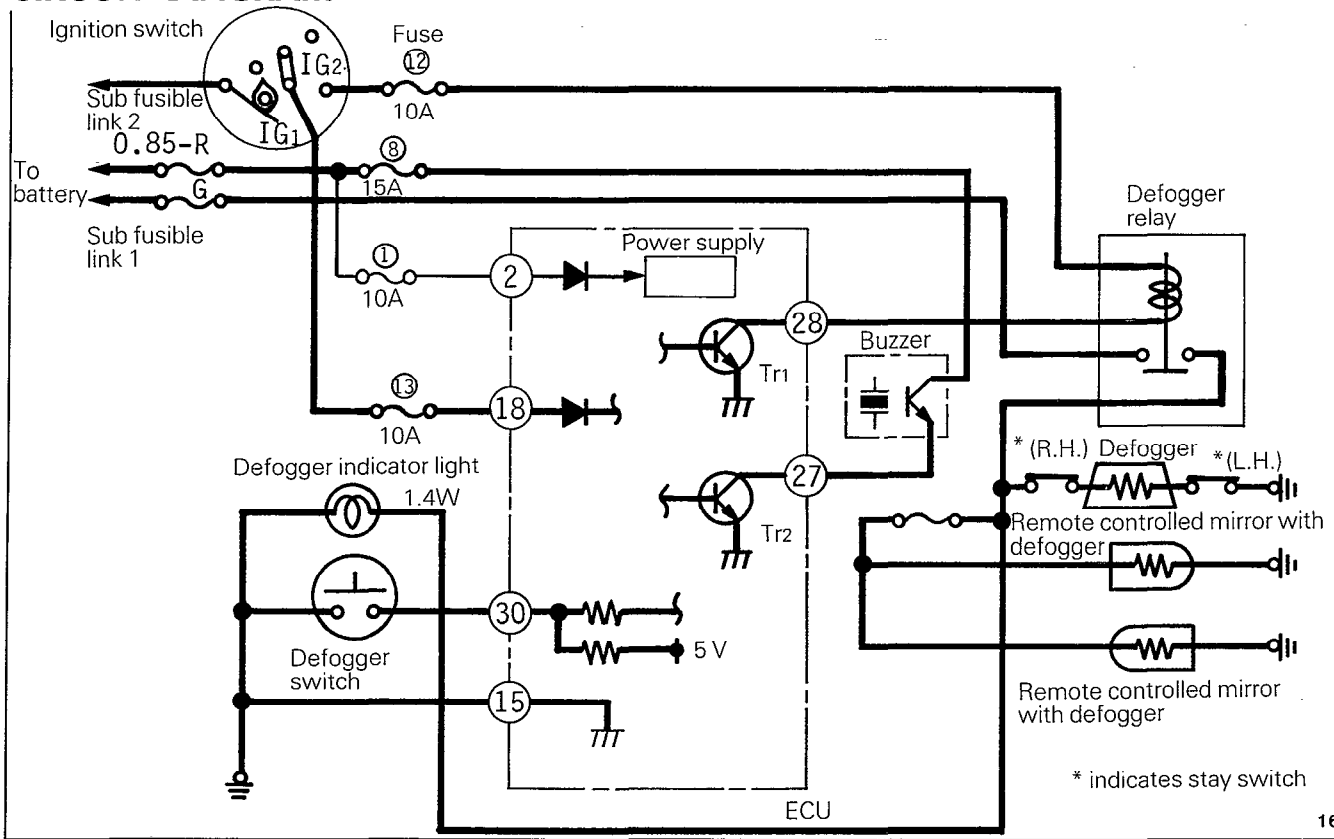 Ignition switch
Fuse
12
10A
IG2
IG1
Sub fusible
link 2
0.85-R
8
15A
To
battery
G
Sub fusible
link 1
1
10A
2
Power supply
28
Tr1
Buzzer
Defogger
relay
13
10A
18
27
Tr2
* (R.H.)
Defogger
*(L.H.)
Defogger indicator light
1.4W
Remote controlled mirror with
defogger
30
5 V
Defogger
switch
15
Remote controlled mirror
with defogger
* indicates stay switch
ECU